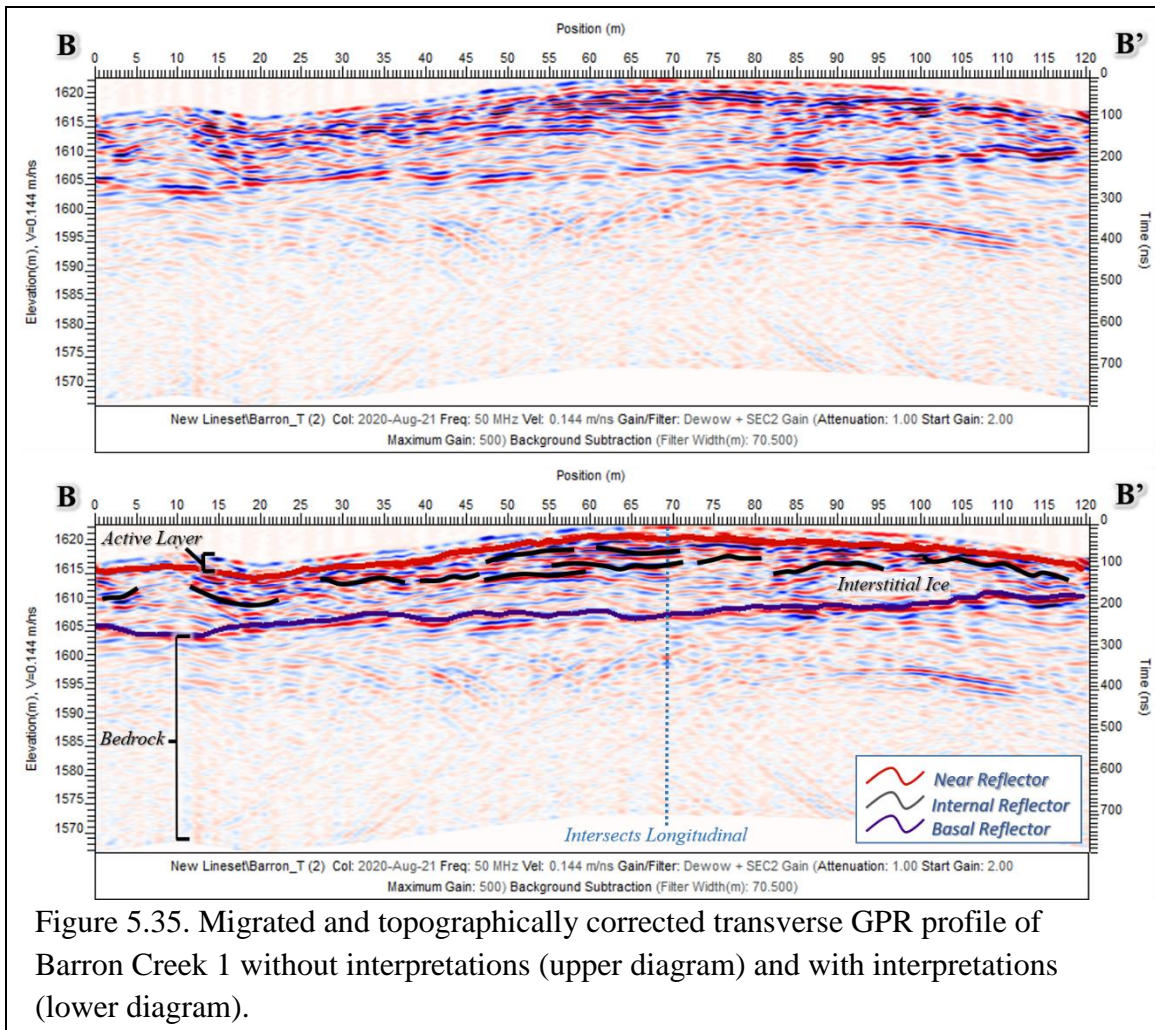 Position (m)
B B'
0 5 10 15 20 25 30 35 40 45 50 55 60 65 70 75 80 85 90 95 100 105 110 115 120
Elevation(m), V=0.144 m/ns
1620
1615
1610
1605
1600
1595
1590
1585
1580
1575
1570
0
100
200
300
400
500
600
700
Time (ns)
New Lineset\Barron_T (2) Col: 2020-Aug-21 Freq: 50 MHz Vel: 0.144 m/ns Gain/Filter: Dewow + SEC2 Gain (Attenuation: 1.00 Start Gain: 2.00
Maximum Gain: 500) Background Subtraction (Filter Width(m): 70.500)
Position (m)
B B'
0 5 10 15 20 25 30 35 40 45 50 55 60 65 70 75 80 85 90 95 100 105 110 115 120
Elevation(m), V=0.144 m/ns
1620
1615
1610
1605
1600
1595
1590
1585
1580
1575
1570
0
100
200
300
400
500
600
700
Time (ns)
Active Layer
Interstitial Ice
Bedrock
Near Reflector
Internal Reflector
Basal Reflector
Intersects Longitudinal
New Lineset\Barron_T (2) Col: 2020-Aug-21 Freq: 50 MHz Vel: 0.144 m/ns Gain/Filter: Dewow + SEC2 Gain (Attenuation: 1.00 Start Gain: 2.00
Maximum Gain: 500) Background Subtraction (Filter Width(m): 70.500)
Figure 5.35. Migrated and topographically corrected transverse GPR profile of
Barron Creek 1 without interpretations (upper diagram) and with interpretations
(lower diagram).